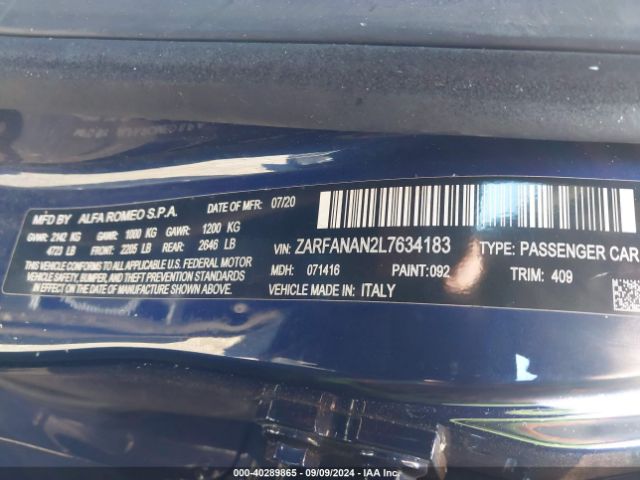 MFD BY ALFA ROMEO S.P.A. DATE OF MFR: 07/20
GVWR: 2142 KG GAWR: 1000 KG GAWR: 1200 KG
4723 LB FRONT: 2205 LB REAR: 2646 LB
THIS VEHICLE CONFORMS TO ALL APPLICABLE U.S. FEDERAL MOTOR
VEHICLE SAFETY, BUMPER, AND THEFT PREVENTION STANDARDS
IN EFFECT ON THE DATE OF MANUFACTURE SHOWN ABOVE.
VIN: ZARFANAN2L7634183 TYPE: PASSENGER CAR
MDH: 071416 PAINT:092 TRIM: 409
VEHICLE MADE IN: ITALY
000-40289865 - 09/09/2024 - IAA Inc.